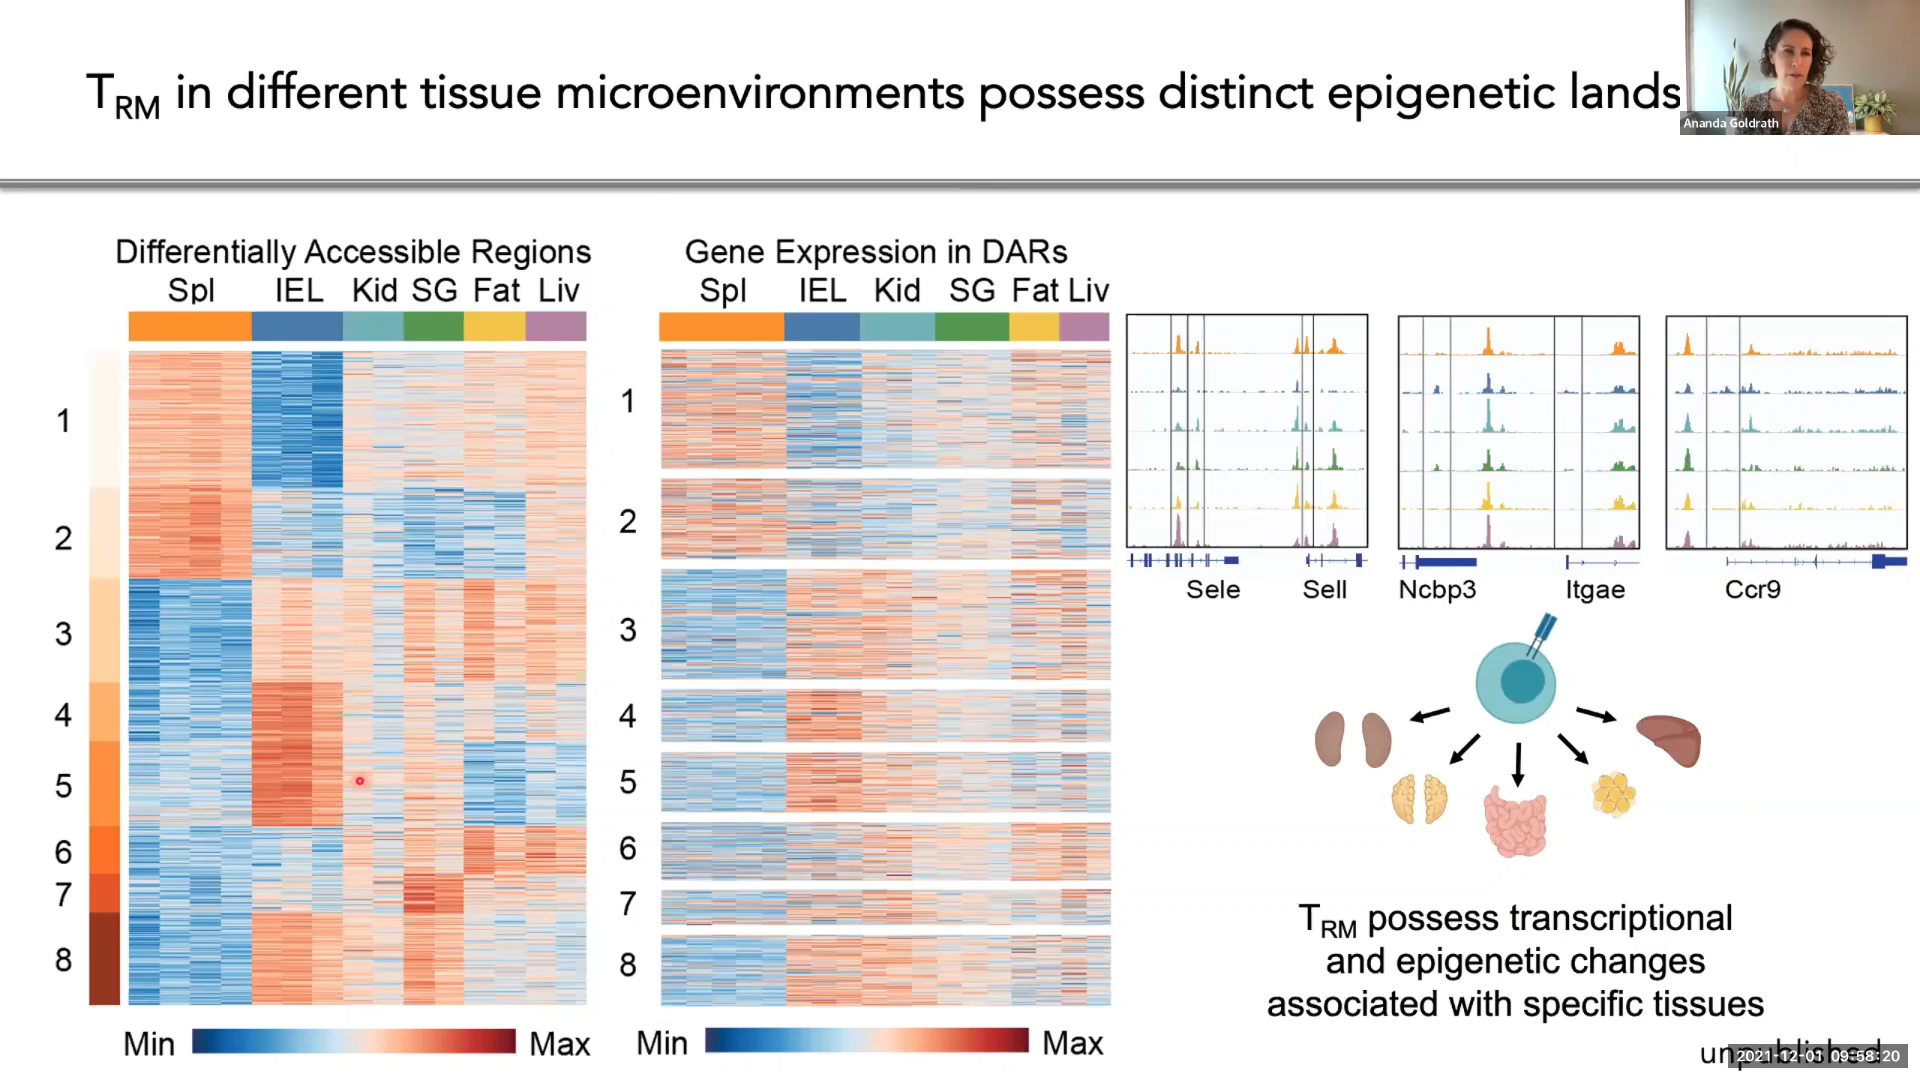 TRM in different tissue microenvironments possess distinct epigenetic lands
Ananda Goldrath
Differentially Accessible Regions
Spl IEL Kid SG Fat Liv
1
2
3
4
5
6
7
8
Min Max
Gene Expression in DARs
Spl IEL Kid SG Fat Liv
1
2
3
4
5
6
7
8
Min Max
Sele Sell
Ncbp3 Itgae
Ccr9
TRM possess transcriptional
and epigenetic changes
associated with specific tissues
unpublished
2021-12-01 09:58:20